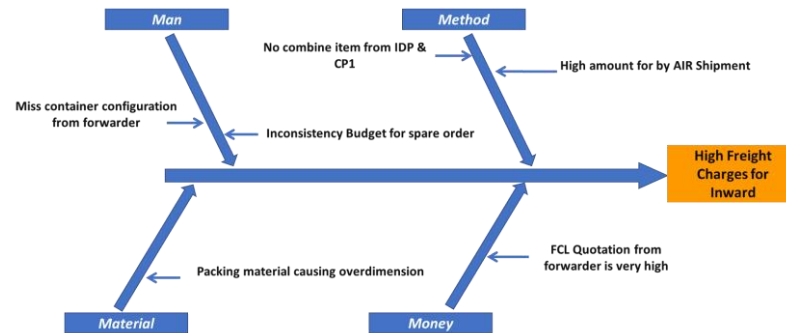 Man
Method
No combine item from IDP &
CP1
High amount for by AIR Shipment
Miss container configuration
from forwarder
Inconsistency Budget for spare order
High Freight
Charges for
Inward
FCL Quotation from
forwarder is very high
Packing material causing overdimension
Material
Money